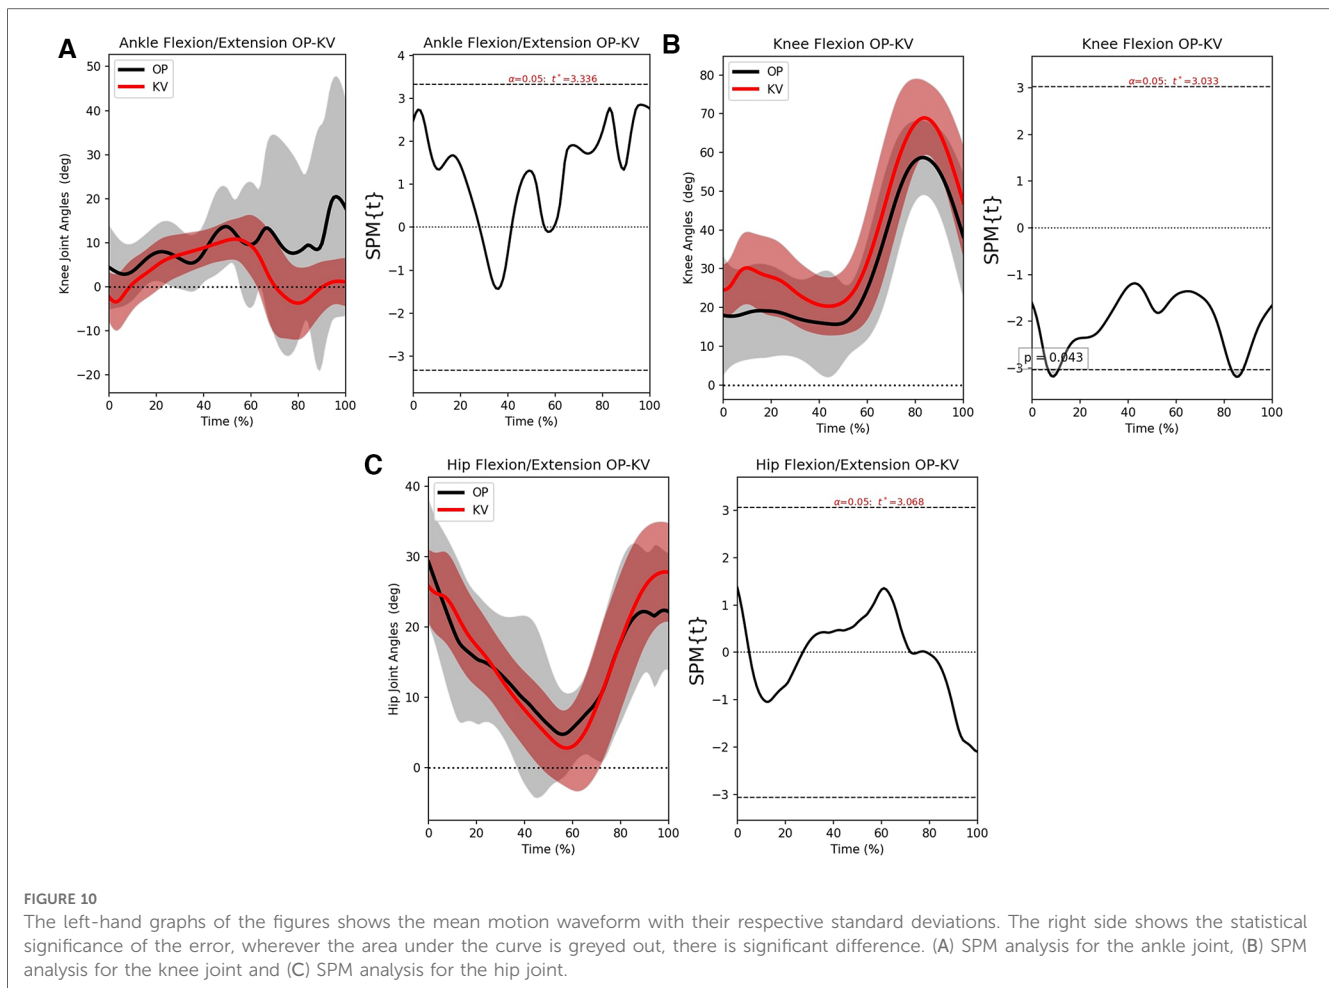 A
Ankle Flexion/Extension OP-KV
50
40
30
20
10
0
−10
−20
Knee Joint Angles (deg)
OP
KV
0
20
40
60
80
100
Time (%)
Ankle Flexion/Extension OP-KV
4
3
2
1
0
−1
−2
−3
SPM{t}
α=0.05: t*=3.336
0
20
40
60
80
100
Time (%)
B
Knee Flexion OP-KV
80
70
60
50
40
30
20
10
0
Knee Angles (deg)
OP
KV
0
20
40
60
80
100
Time (%)
Knee Flexion OP-KV
3
2
1
0
−1
−2
−3
SPM{t}
α=0.05: t*=3.033
p = 0.043
0
20
40
60
80
100
Time (%)
C
Hip Flexion/Extension OP-KV
40
30
20
10
0
Hip Joint Angles (deg)
OP
KV
0
20
40
60
80
100
Time (%)
Hip Flexion/Extension OP-KV
3
2
1
0
−1
−2
−3
SPM{t}
α=0.05: t*=3.068
0
20
40
60
80
100
Time (%)
FIGURE 10
The left-hand graphs of the figures shows the mean motion waveform with their respective standard deviations. The right side shows the statistical
significance of the error, wherever the area under the curve is greyed out, there is significant difference. (A) SPM analysis for the ankle joint, (B) SPM
analysis for the knee joint and (C) SPM analysis for the hip joint.